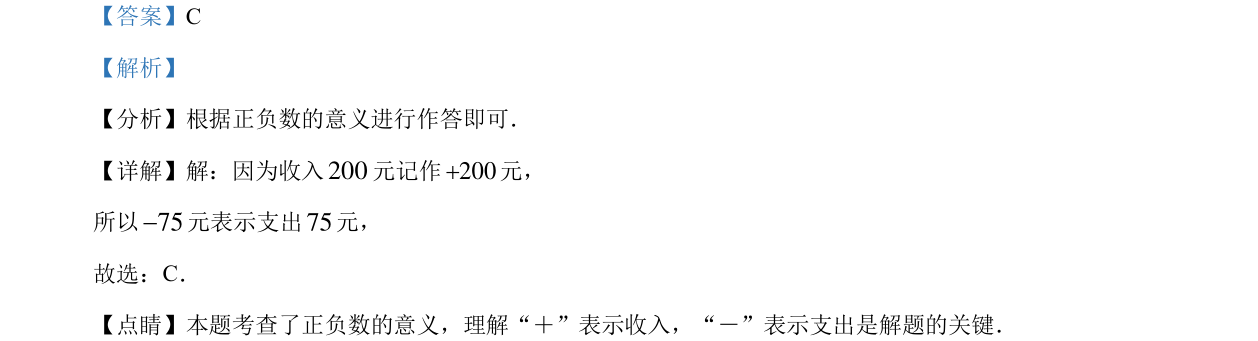 【答案】C
【解析】
【分析】根据正负数的意义进行作答即可．
【详解】解：因为收入 200 元记作 +200 元，
所以 −75 元表示支出 75 元，
故选：C．
【点睛】本题考查了正负数的意义，理解“＋”表示收入，“－”表示支出是解题的关键．